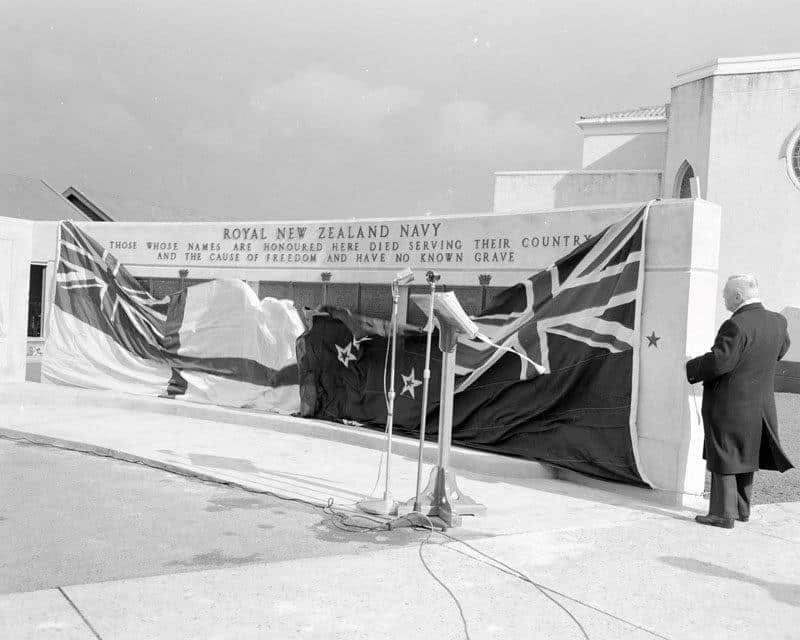 ROYAL NEW ZEALAND NAVY
THOSE WHOSE NAMES ARE HONOURED HERE DIED SERVING THEIR COUNTRY
AND THE CAUSE OF FREEDOM AND HAVE NO KNOWN GRAVE